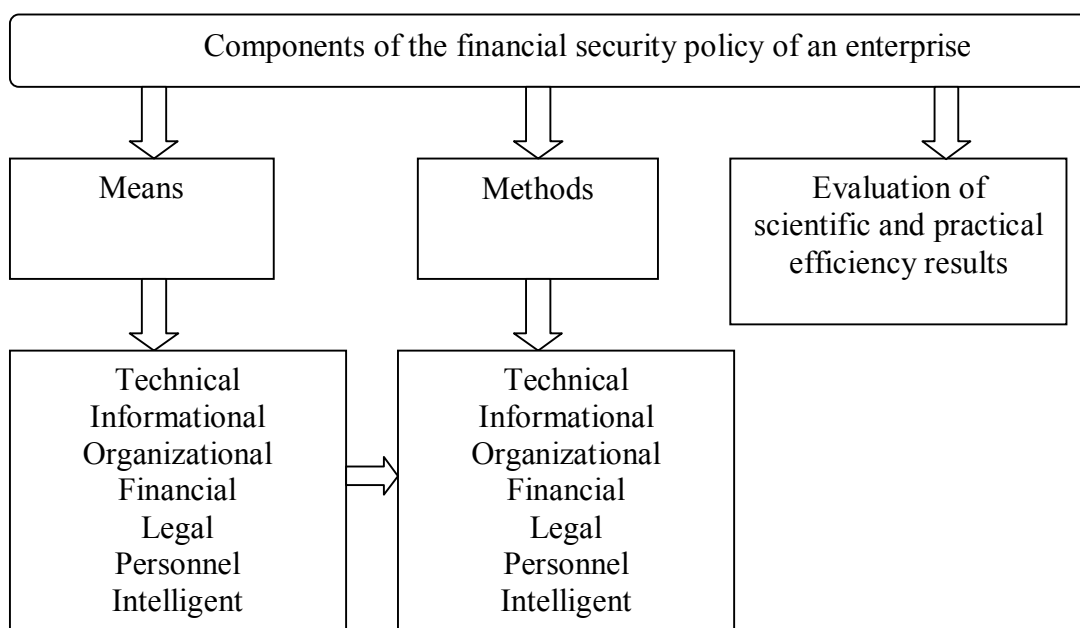 Components of the financial security policy of an enterprise
Means
Methods
Evaluation of
scientific and practical
efficiency results
Technical
Informational
Organizational
Financial
Legal
Personnel
Intelligent
Technical
Informational
Organizational
Financial
Legal
Personnel
Intelligent